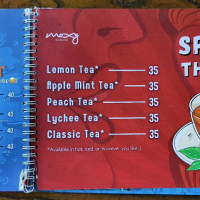 moog
Lemon Tea* 35
Apple Mint Tea* 35
Peach Tea* 35
Lychee Tea* 35
Classic Tea* 35
*Available in hot, iced, or however you like :)
SP
TH
40
40
40
40